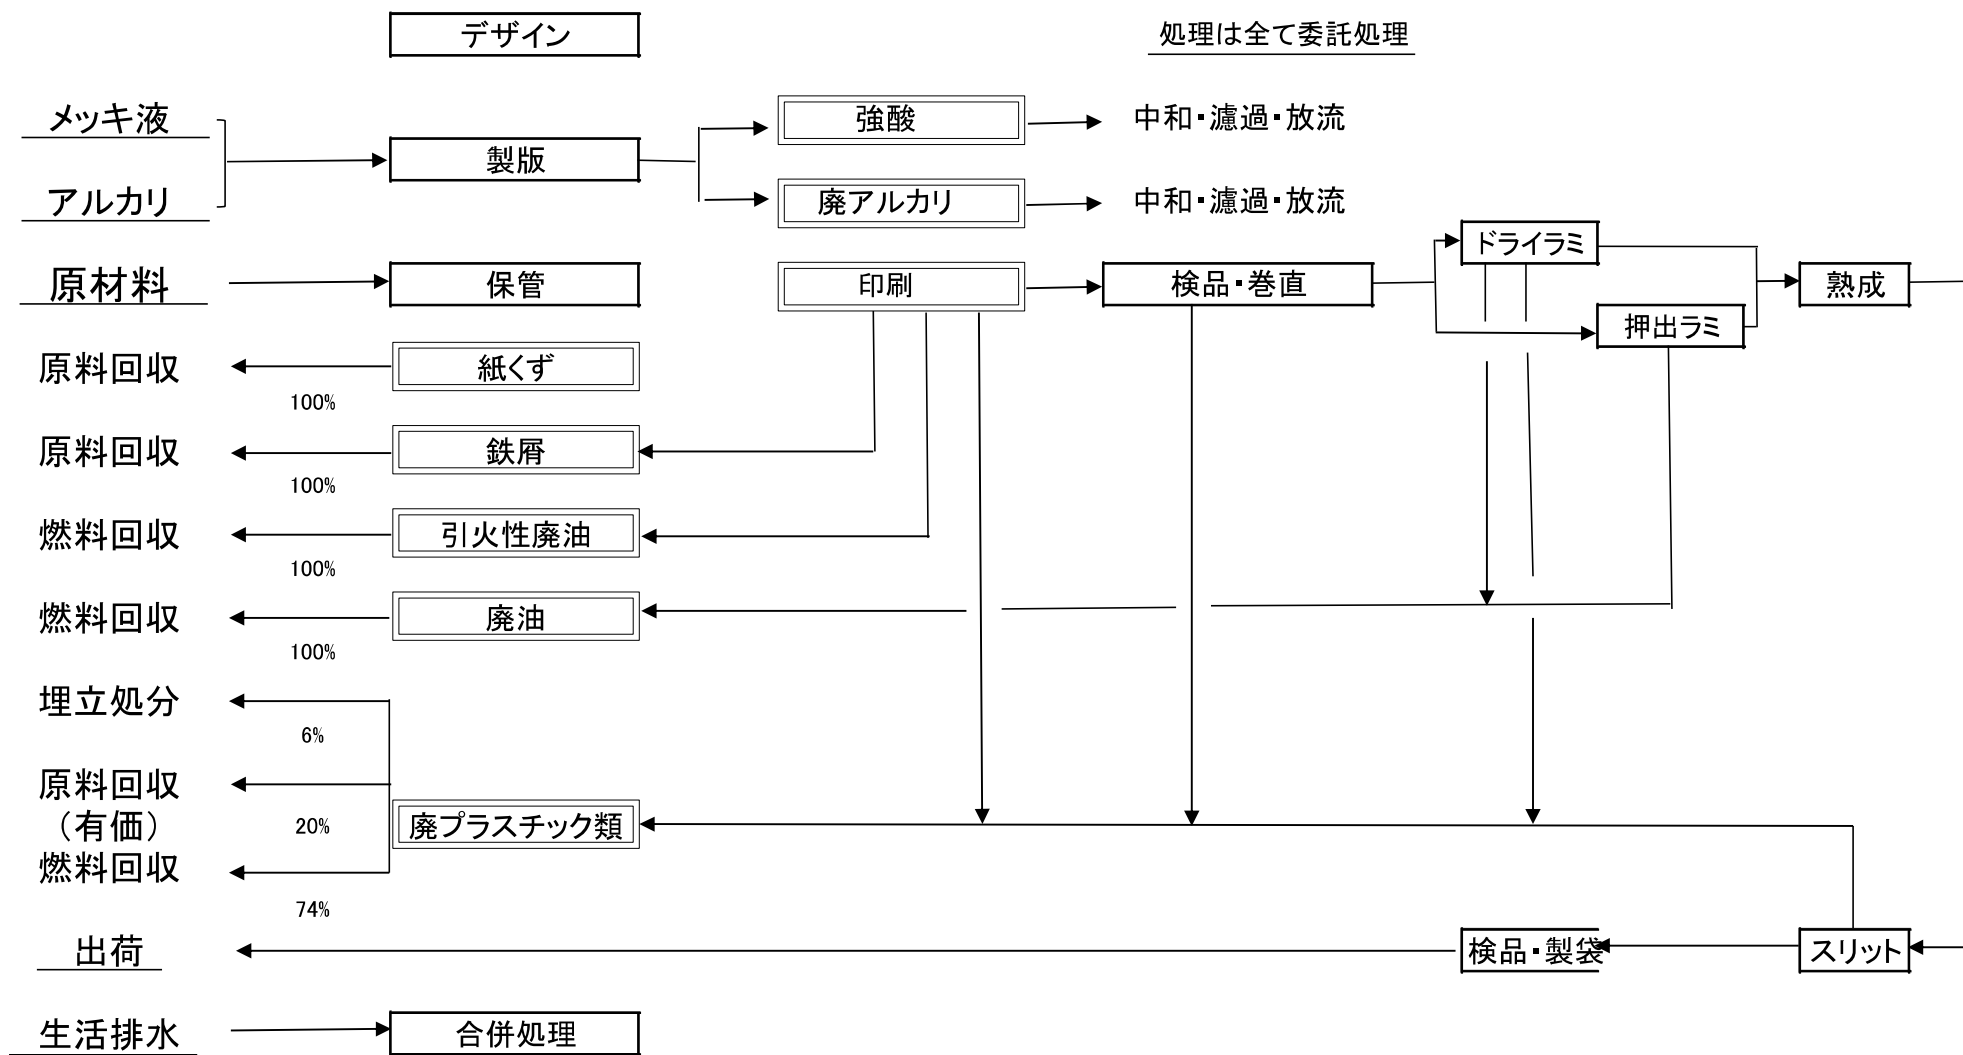 デザイン
処理は全て委託処理
メッキ液
強酸
中和・濾過・放流
製版
アルカリ
廃アルカリ
中和・濾過・放流
ドライラミ
原材料
保管
印刷
検品・巻直
熟成
押出ラミ
原料回収
紙くず
100%
原料回収
鉄屑
100%
燃料回収
引火性廃油
100%
燃料回収
廃油
100%
埋立処分
6%
原料回収
（有価）
20%
廃プラスチック類
燃料回収
74%
出荷
検品・製袋
スリット
生活排水
合併処理